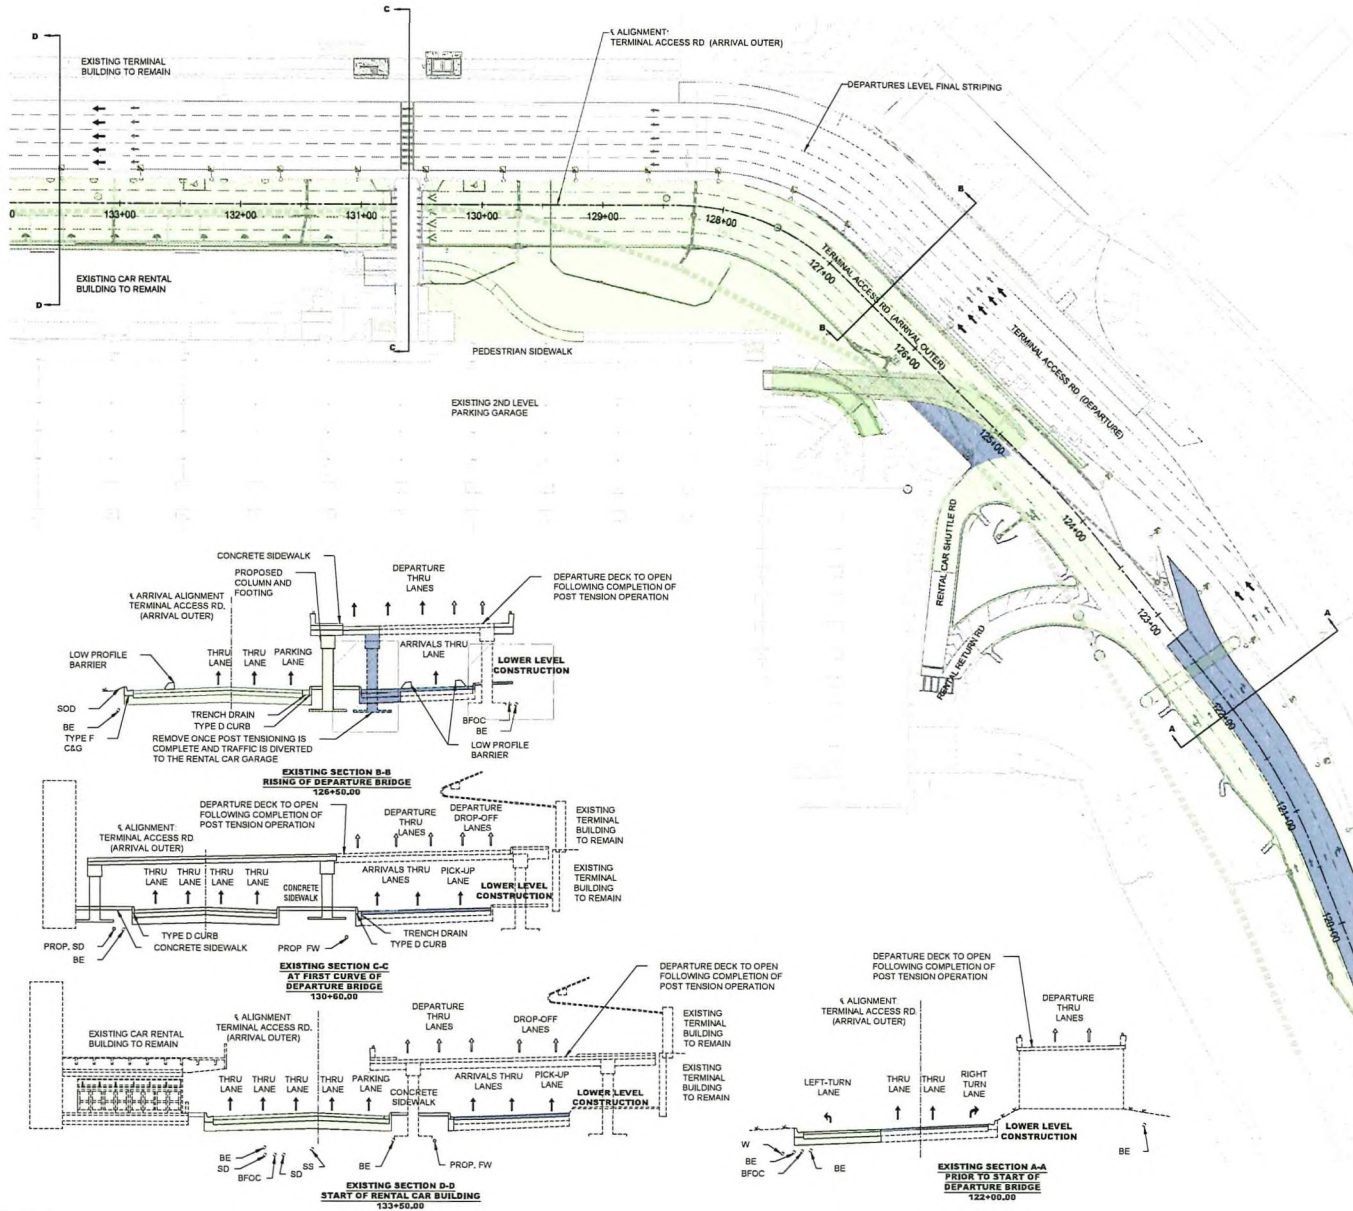 C
D
EXISTING TERMINAL
BUILDING TO REMAIN
℄ ALIGNMENT:
TERMINAL ACCESS RD (ARRIVAL OUTER)
DEPARTURES LEVEL FINAL STRIPING
B
0
133+00
132+00
131+00
130+00
129+00
128+00
127+00
126+00
125+00
124+00
123+00
122+00
121+00
120+00
TERMINAL ACCESS RD (ARRIVAL OUTER)
TERMINAL ACCESS RD (DEPARTURE)
EXISTING CAR RENTAL
BUILDING TO REMAIN
D
B
C
PEDESTRIAN SIDEWALK
EXISTING 2ND LEVEL
PARKING GARAGE
RENTAL CAR SHUTTLE RD
RENTAL RETURN RD
A
A
CONCRETE SIDEWALK
PROPOSED
COLUMN AND
FOOTING
DEPARTURE
THRU
LANES
DEPARTURE DECK TO OPEN
FOLLOWING COMPLETION OF
POST TENSION OPERATION
℄ ARRIVAL ALIGNMENT
TERMINAL ACCESS RD.
(ARRIVAL OUTER)
LOW PROFILE
BARRIER
THRU
LANE
THRU
LANE
PARKING
LANE
ARRIVALS THRU
LANE
LOWER LEVEL
CONSTRUCTION
SOD
BE
TYPE F
C&G
TRENCH DRAIN
TYPE D CURB
REMOVE ONCE POST TENSIONING IS
COMPLETE AND TRAFFIC IS DIVERTED
TO THE RENTAL CAR GARAGE
BFOC
BE
LOW PROFILE
BARRIER
EXISTING SECTION B-B
RISING OF DEPARTURE BRIDGE
126+50.00
DEPARTURE DECK TO OPEN
FOLLOWING COMPLETION OF
POST TENSION OPERATION
DEPARTURE
THRU
LANES
DEPARTURE
DROP-OFF
LANES
EXISTING
TERMINAL
BUILDING
TO REMAIN
℄ ALIGNMENT:
TERMINAL ACCESS RD
(ARRIVAL OUTER)
THRU
LANE
THRU
LANE
THRU
LANE
THRU
LANE
CONCRETE
SIDEWALK
ARRIVALS THRU
LANES
PICK-UP
LANE
LOWER LEVEL
CONSTRUCTION
EXISTING
TERMINAL
BUILDING
TO REMAIN
PROP. SD
BE
TYPE D CURB
CONCRETE SIDEWALK
PROP FW
TRENCH DRAIN
TYPE D CURB
EXISTING SECTION C-C
AT FIRST CURVE OF
DEPARTURE BRIDGE
130+60.00
DEPARTURE DECK TO OPEN
FOLLOWING COMPLETION OF
POST TENSION OPERATION
EXISTING CAR RENTAL
BUILDING TO REMAIN
℄ ALIGNMENT
TERMINAL ACCESS RD.
(ARRIVAL OUTER)
DEPARTURE
THRU
LANES
DROP-OFF
LANES
EXISTING
TERMINAL
BUILDING
TO REMAIN
THRU
LANE
THRU
LANE
THRU
LANE
THRU
LANE
PARKING
LANE
CONCRETE
SIDEWALK
ARRIVALS THRU
LANES
PICK-UP
LANE
LOWER LEVEL
CONSTRUCTION
EXISTING
TERMINAL
BUILDING
TO REMAIN
BE
SD
BFOC
SD
SS
BE
PROP. FW
EXISTING SECTION D-D
START OF RENTAL CAR BUILDING
133+50.00
DEPARTURE DECK TO OPEN
FOLLOWING COMPLETION OF
POST TENSION OPERATION
℄ ALIGNMENT:
TERMINAL ACCESS RD.
(ARRIVAL OUTER)
DEPARTURE
THRU
LANES
LEFT-TURN
LANE
THRU
LANE
THRU
LANE
RIGHT
TURN
LANE
LOWER LEVEL
CONSTRUCTION
W
BE
BFOC
BE
BE
EXISTING SECTION A-A
PRIOR TO START OF
DEPARTURE BRIDGE
122+00.00